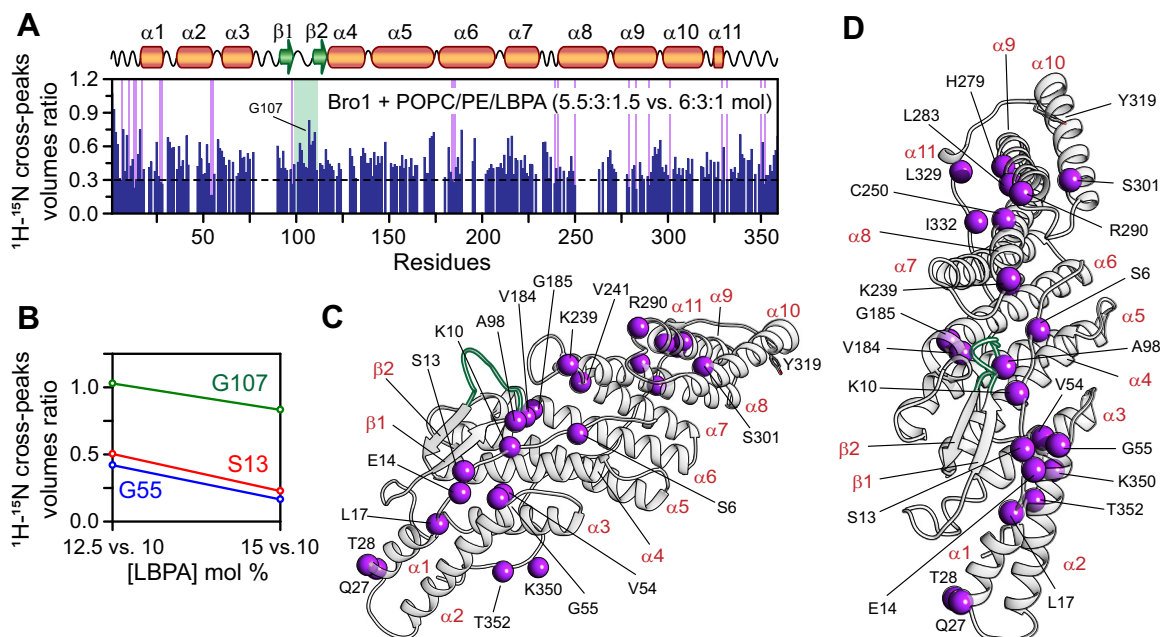 A
α1 α2 α3 β1 β2 α4 α5 α6 α7 α8 α9 α10 α11
¹H-¹⁵N cross-peaks
volumes ratio
1.2
0.9
0.6
0.3
0.0
G107
Bro1 + POPC/PE/LBPA (5.5:3:1.5 vs. 6:3:1 mol)
50 100 150 200 250 300 350
Residues
B
¹H-¹⁵N cross-peaks
volumes ratio
1.0
0.5
0.0
G107
S13
G55
12.5 vs. 10 15 vs.10
[LBPA] mol %
C
G185
V184
A98
K10
S13
β2
β1
E14
L17
T28
Q27
α1
α2
T352
K350
G55
V54
α3
α4
S6
α5
α6
α7
S301
α8
Y319
α10
α9
α11
R290
V241
K239
D
α9
α10
H279
Y319
L283
α11
L329
C250
S301
I332
R290
α8
α7
α6
K239
S6
G185
α5
V184
A98
K10
α4
V54
α3
β2
G55
β1
K350
S13
T352
α1
α2
E14
T28
L17
Q27